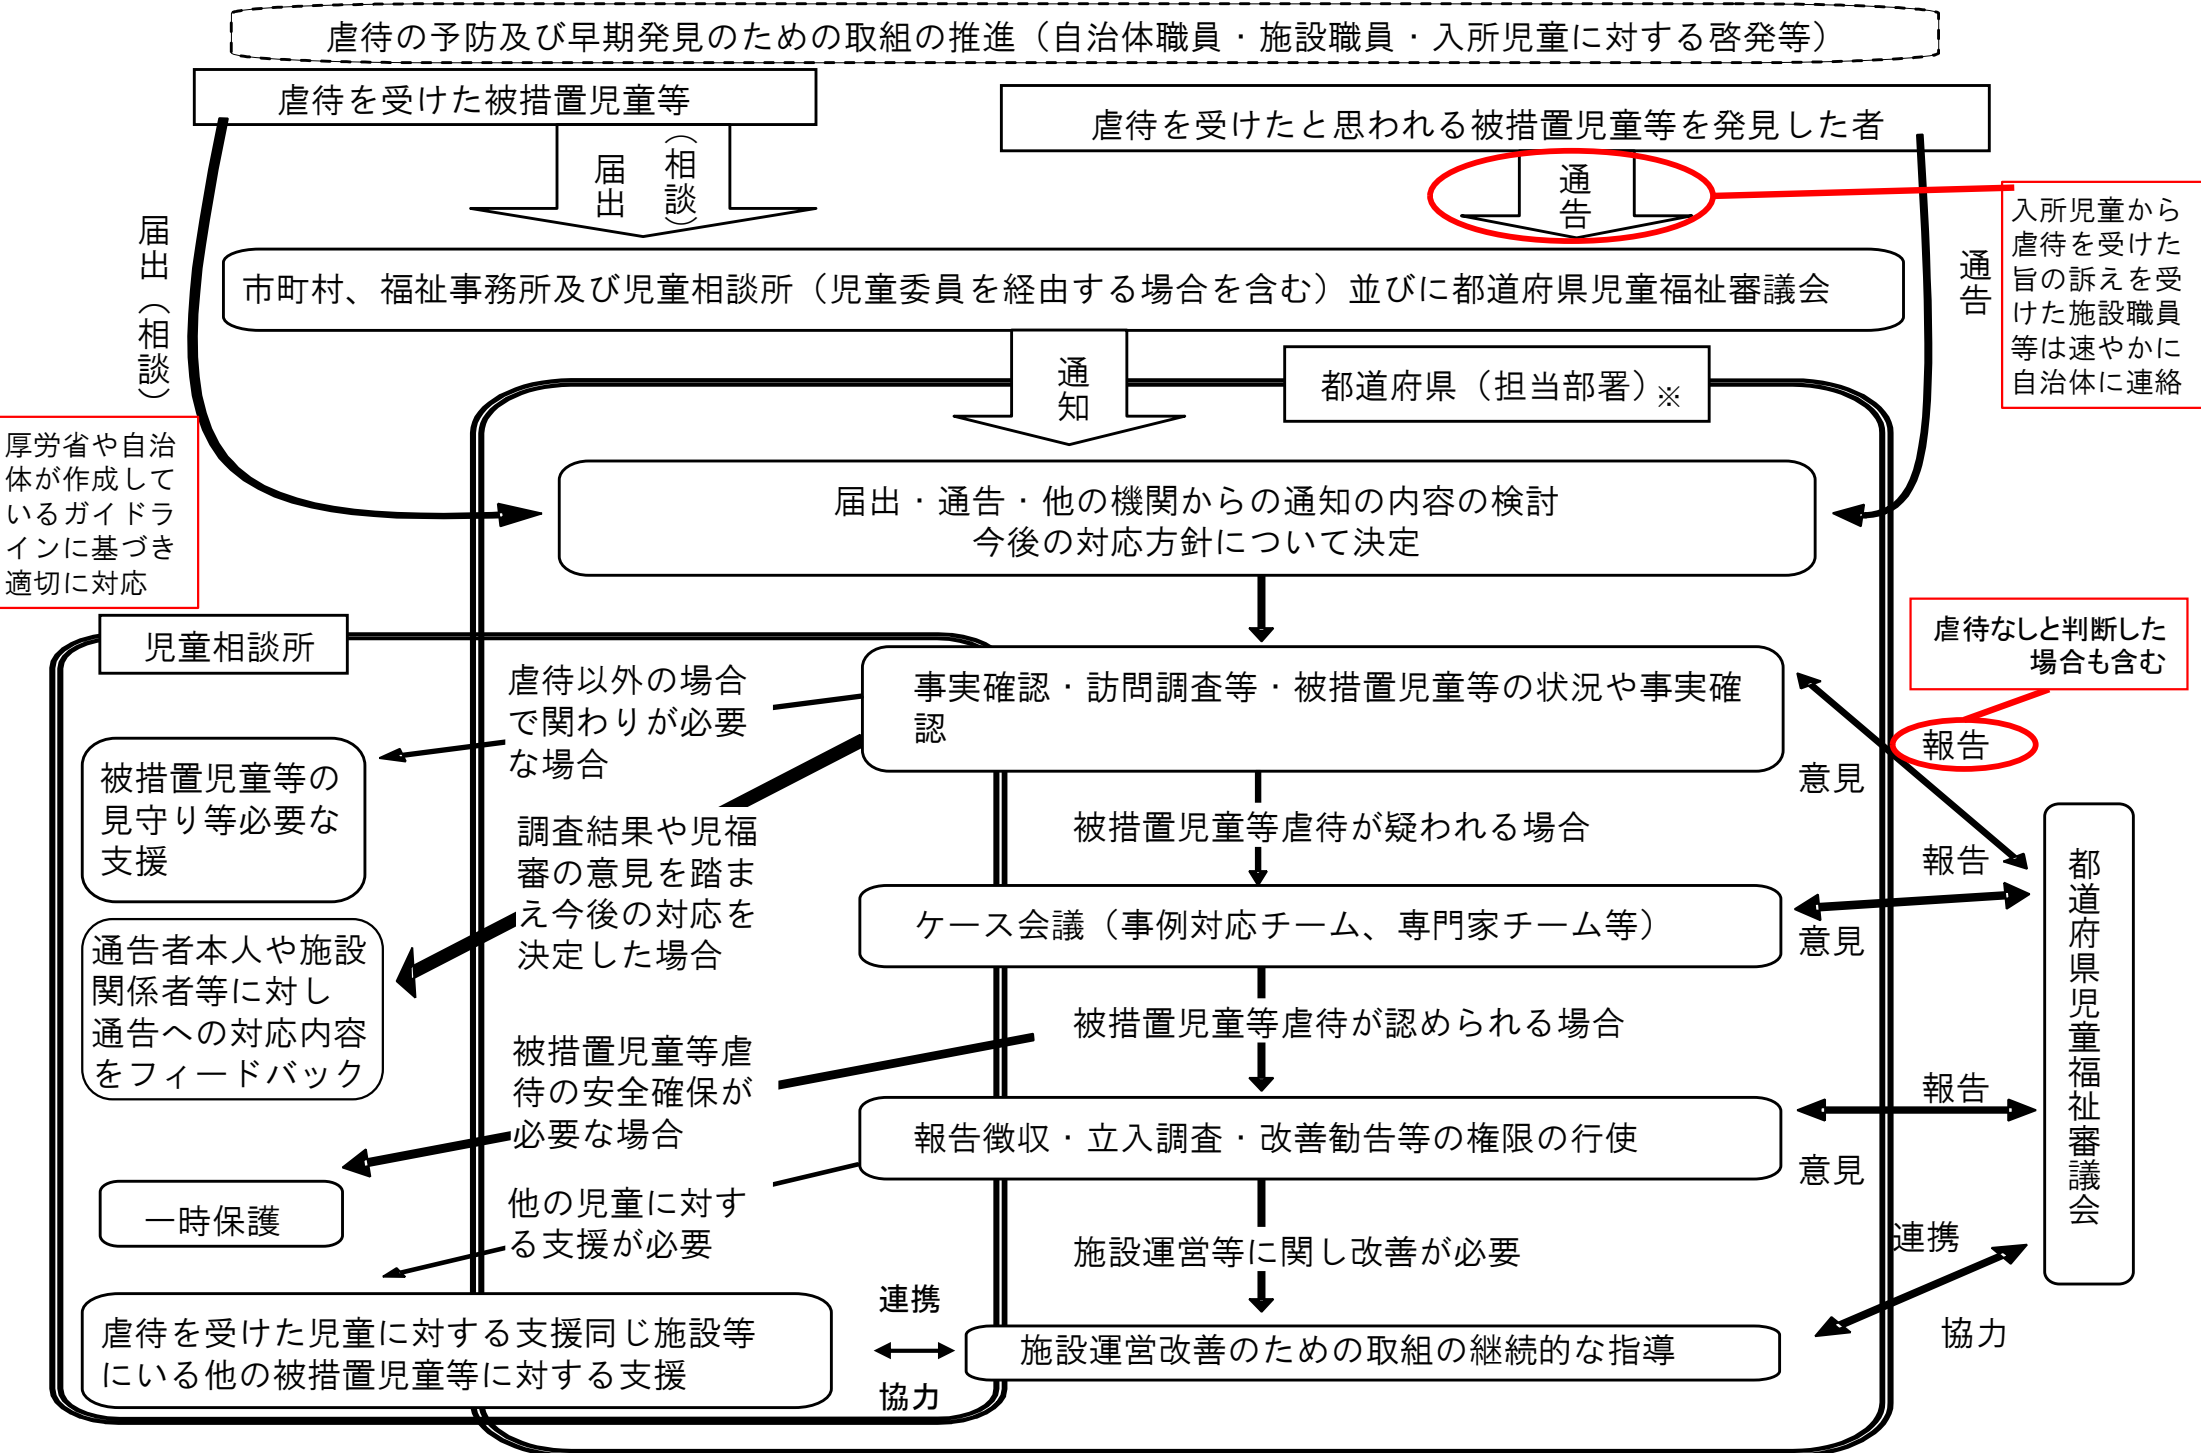 虐待の予防及び早期発見のための取組の推進（自治体職員・施設職員・入所児童に対する啓発等）
虐待を受けた被措置児童等
虐待を受けたと思われる被措置児童等を発見した者
届出
（相談）
通告
届出（相談）
通告
入所児童から
虐待を受けた
旨の訴えを受
けた施設職員
等は速やかに
自治体に連絡
市町村、福祉事務所及び児童相談所（児童委員を経由する場合を含む）並びに都道府県児童福祉審議会
通知
都道府県（担当部署）※
厚労省や自治
体が作成して
いるガイドラ
インに基づき
適切に対応
届出・通告・他の機関からの通知の内容の検討
今後の対応方針について決定
児童相談所
虐待なしと判断した
場合も含む
虐待以外の場合
で関わりが必要
な場合
事実確認・訪問調査等・被措置児童等の状況や事実確
認
報告
意見
被措置児童等の
見守り等必要な
支援
調査結果や児福
審の意見を踏ま
え今後の対応を
決定した場合
被措置児童等虐待が疑われる場合
報告
都道府県児童福祉審議会
ケース会議（事例対応チーム、専門家チーム等）
意見
通告者本人や施設
関係者等に対し
通告への対応内容
をフィードバック
被措置児童等虐待が認められる場合
被措置児童等虐
待の安全確保が
必要な場合
報告
報告徴収・立入調査・改善勧告等の権限の行使
意見
一時保護
他の児童に対す
る支援が必要
施設運営等に関し改善が必要
連携
協力
虐待を受けた児童に対する支援同じ施設等
にいる他の被措置児童等に対する支援
連携
協力
施設運営改善のための取組の継続的な指導